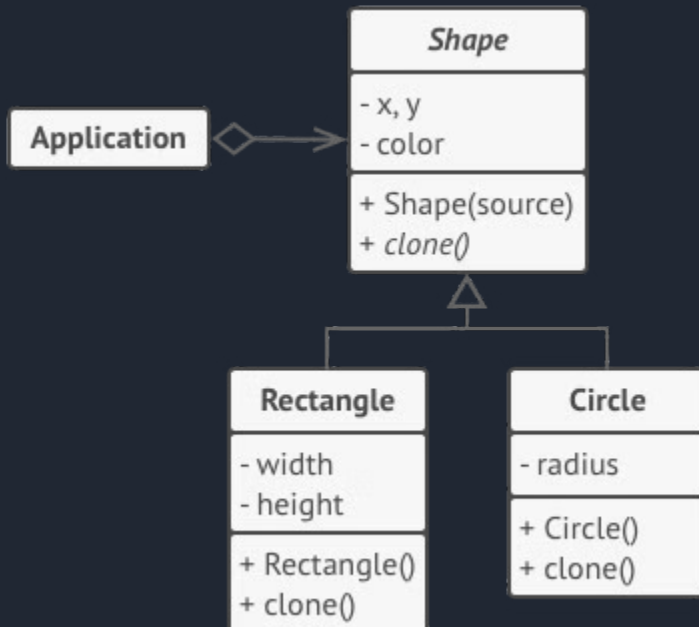 Shape
- x, y
- color
+ Shape(source)
+ clone()
Application
Rectangle
- width
- height
+ Rectangle()
+ clone()
Circle
- radius
+ Circle()
+ clone()